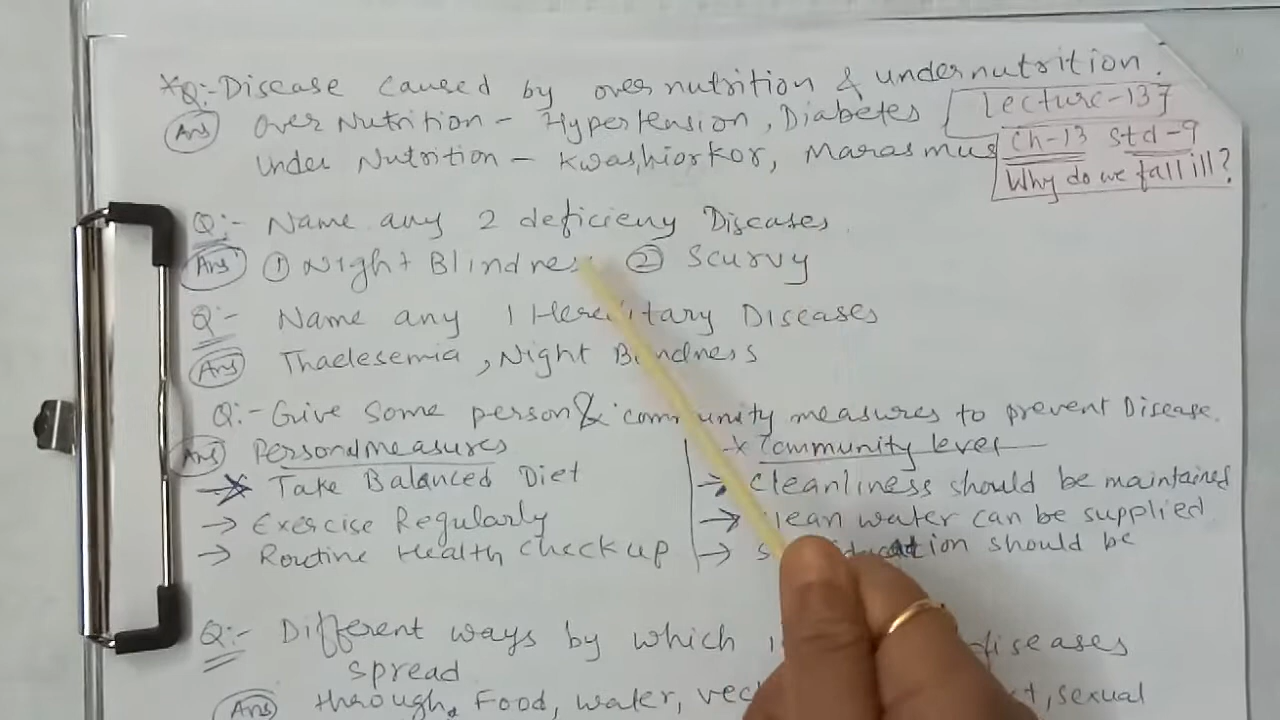 *Q:- Disease caused by over nutrition & undernutrition.
Ans Over Nutrition - Hypertension, Diabetes
Under Nutrition - Kwashiorkor, Marasmus
Lecture-137
Ch-13 Std-9
Why do we fall ill?
Q:- Name any 2 deficieny Diseases
Ans ① Night Blindness ② Scurvy
Q:- Name any 1 Hereditary Diseases
Ans Thaelesemia, Night Blindness
Q:- Give some person & community measures to prevent Disease.
Ans Personal measures
→ Take Balanced Diet
→ Exercise Regularly
→ Routine Health checkup
* Community level
→ Cleanliness should be maintained
→ Clean water can be supplied
→ should be
Q:- Different ways by which diseases
spread
Ans through Food, water, sexual